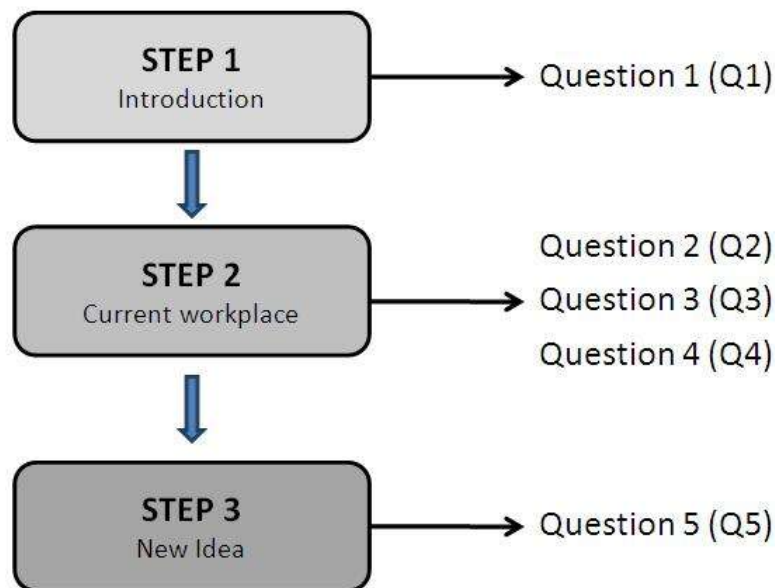 STEP 1
Introduction
Question 1 (Q1)
STEP 2
Current workplace
Question 2 (Q2)
Question 3 (Q3)
Question 4 (Q4)
STEP 3
New Idea
Question 5 (Q5)